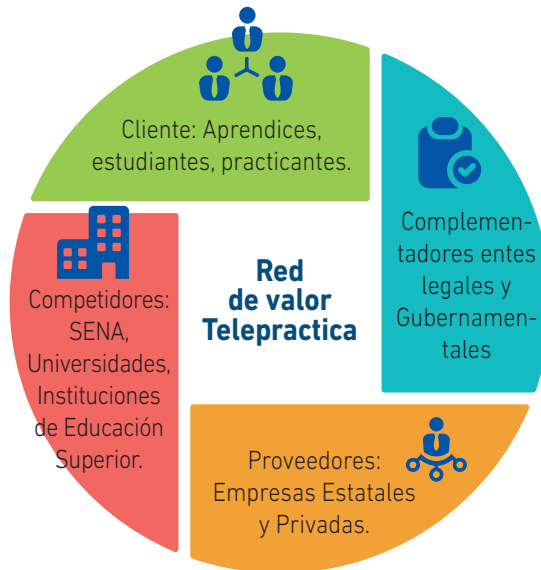 Cliente: Aprendices,
estudiantes, practicantes.
Complemen-
tadores entes
legales y
Gubernamen-
tales
Red
de valor
Telepractica
Competidores:
SENA,
Universidades,
Instituciones
de Educación
Superior.
Proveedores:
Empresas Estatales
y Privadas.